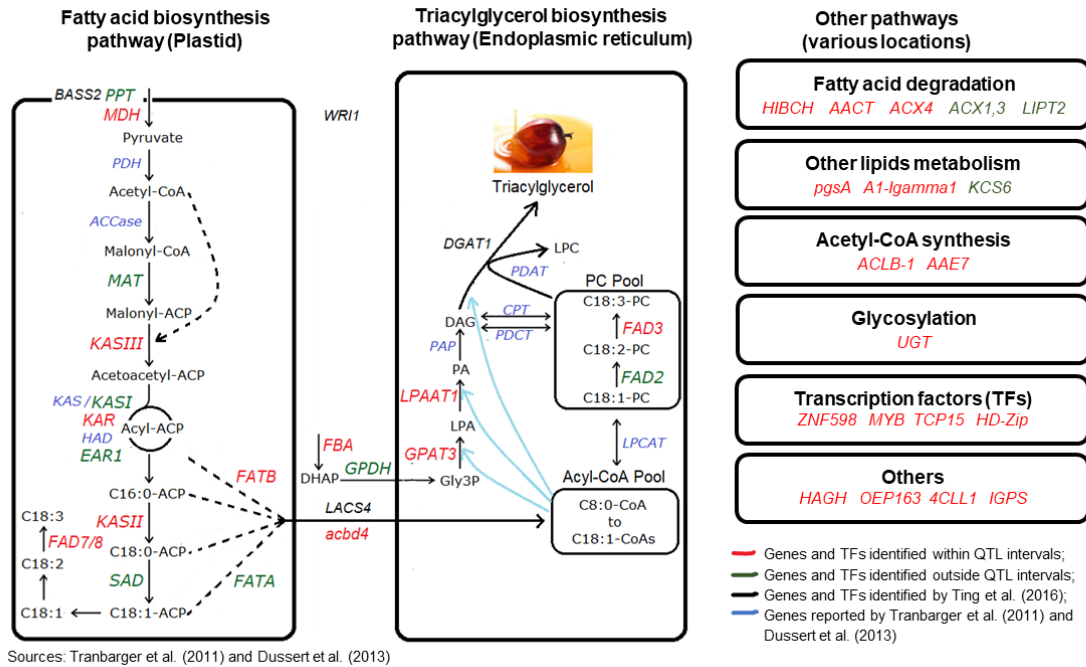 Fatty acid biosynthesis
pathway (Plastid)
BASS2 PPT
MDH
Pyruvate
PDH
Acetyl-CoA
ACCase
Malonyl-CoA
MAT
Malonyl-ACP
KASIII
Acetoacetyl-ACP
KAS / KASI
KAR
Acyl-ACP
HAD
EAR1
FATB
C16:0-ACP
KASII
C18:3
FAD7/8
C18:0-ACP
C18:2
SAD
FATA
C18:1
C18:1-ACP
WRI1
FBA
GPDH
DHAP
LACS4
acbd4
Triacylglycerol biosynthesis
pathway (Endoplasmic reticulum)
Triacylglycerol
DGAT1
LPC
PDAT
PC Pool
C18:3-PC
CPT
DAG
FAD3
PDCT
PAP
C18:2-PC
PA
FAD2
LPAAT1
C18:1-PC
LPA
LPCAT
GPAT3
Gly3P
Acyl-CoA Pool
C8:0-CoA
to
C18:1-CoAs
Other pathways
(various locations)
Fatty acid degradation
HIBCH AACT ACX4 ACX1,3 LIPT2
Other lipids metabolism
pgsA A1-Igamma1 KCS6
Acetyl-CoA synthesis
ACLB-1 AAE7
Glycosylation
UGT
Transcription factors (TFs)
ZNF598 MYB TCP15 HD-Zip
Others
HAGH OEP163 4CLL1 IGPS
Genes and TFs identified within QTL intervals;
Genes and TFs identified outside QTL intervals;
Genes and TFs identified by Ting et al. (2016);
Genes reported by Tranbarger et al. (2011) and
Dussert et al. (2013)
Sources: Tranbarger et al. (2011) and Dussert et al. (2013)